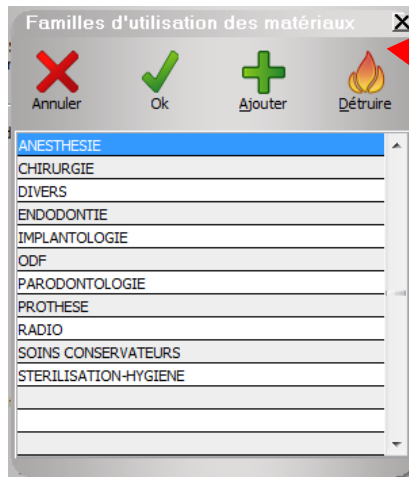 Familles d'utilisation des matériaux
Annuler Ok Ajouter Détruire
ANESTHESIE
CHIRURGIE
DIVERS
ENDODONTIE
IMPLANTOLOGIE
ODF
PARODONTOLOGIE
PROTHESE
RADIO
SOINS CONSERVATEURS
STERILISATION-HYGIENE